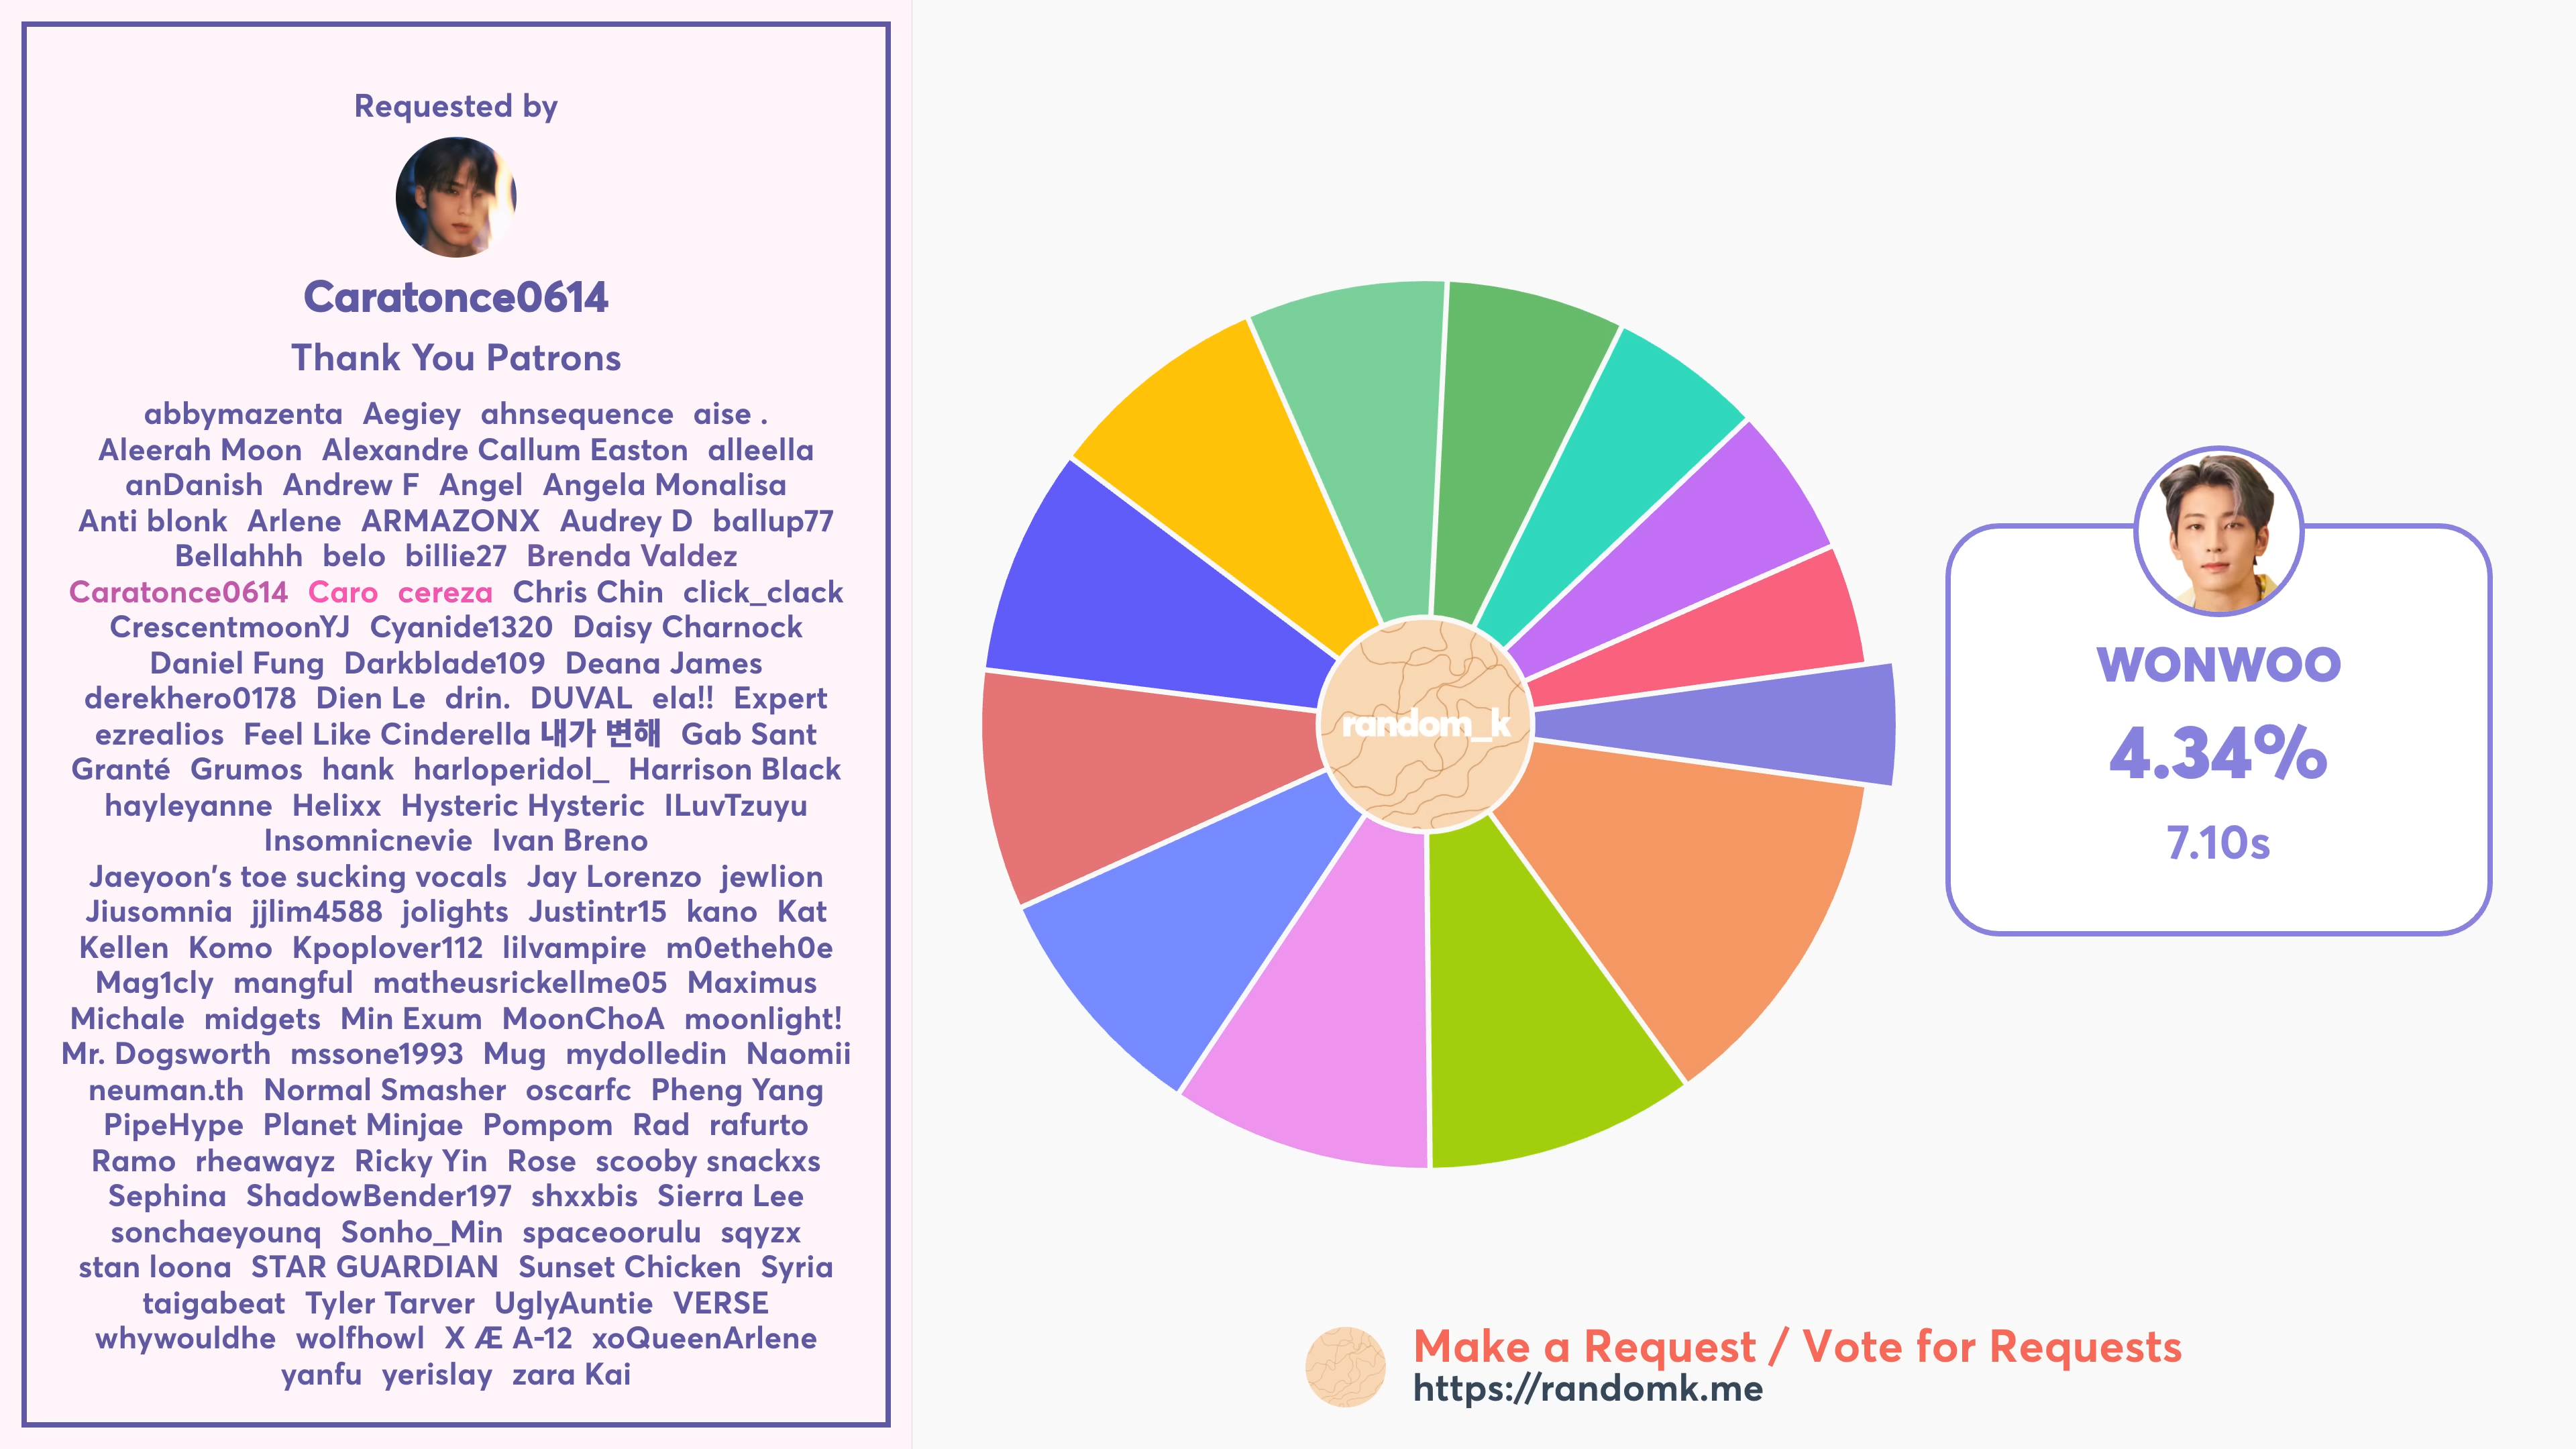 Requested by
Caratonce0614
Thank You Patrons
abbymazenta Aegiey ahnsequence aise .
Aleerah Moon Alexandre Callum Easton alleella
anDanish Andrew F Angel Angela Monalisa
Anti blonk Arlene ARMAZONX Audrey D ballup77
Bellahhh belo billie27 Brenda Valdez
Caratonce0614 Caro cereza Chris Chin click_clack
CrescentmoonYJ Cyanide1320 Daisy Charnock
Daniel Fung Darkblade109 Deana James
derekhero0178 Dien Le drin. DUVAL ela!! Expert
ezrealios Feel Like Cinderella 내가 변해 Gab Sant
Granté Grumos hank harloperidol_ Harrison Black
hayleyanne Helixx Hysteric Hysteric ILuvTzuyu
Insomnicnevie Ivan Breno
Jaeyoon's toe sucking vocals Jay Lorenzo jewlion
Jiusomnia jjlim4588 jolights Justintr15 kano Kat
Kellen Komo Kpoplover112 lilvampire m0etheh0e
Mag1cly mangful matheusrickellme05 Maximus
Michale midgets Min Exum MoonChoA moonlight!
Mr. Dogsworth mssone1993 Mug mydolledin Naomii
neuman.th Normal Smasher oscarfc Pheng Yang
PipeHype Planet Minjae Pompom Rad rafurto
Ramo rheawayz Ricky Yin Rose scooby snackxs
Sephina ShadowBender197 shxxbis Sierra Lee
sonchaeyounq Sonho_Min spaceoorulu sqyzx
stan loona STAR GUARDIAN Sunset Chicken Syria
taigabeat Tyler Tarver UglyAuntie VERSE
whywouldhe wolfhowl X Æ A-12 xoQueenArlene
yanfu yerislay zara Kai
random_k
WONWOO
4.34%
7.10s
Make a Request / Vote for Requests
https://randomk.me